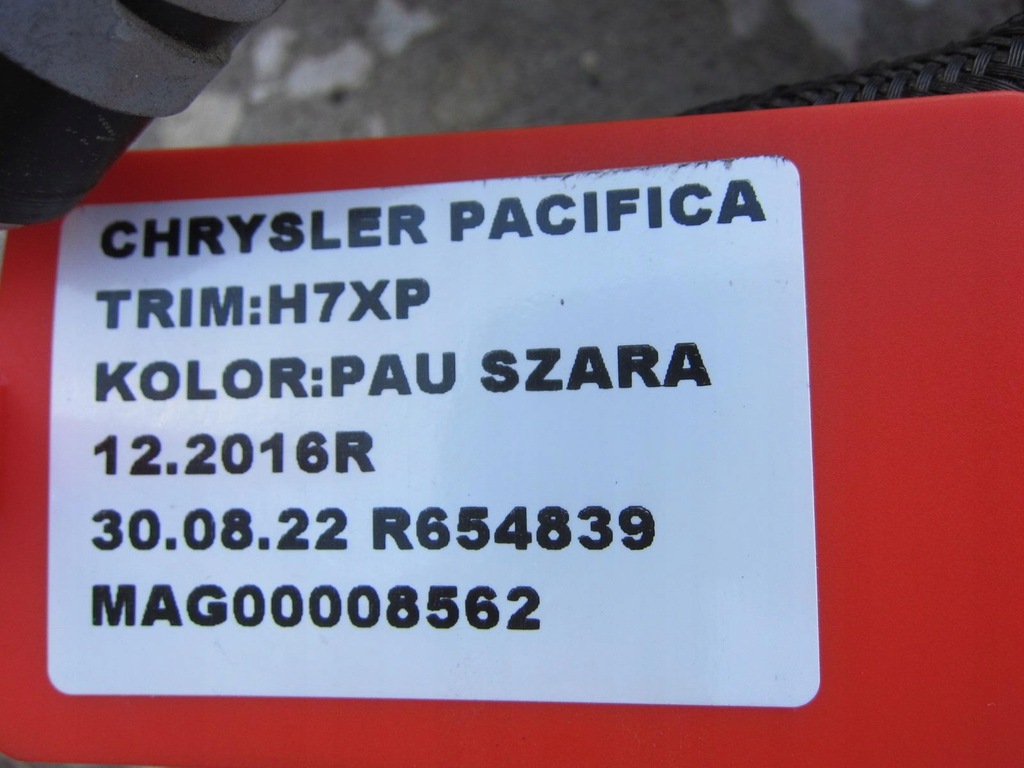 CHRYSLER PACIFICA
TRIM:H7XP
KOLOR:PAU SZARA
12.2016R
30.08.22 R654839
MAG00008562